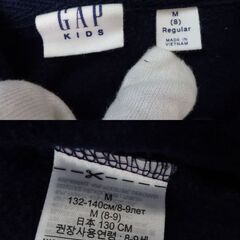 GAP
KIDS
M
(8)
Regular
MADE IN
VIETNAM
M
132-140см/8-9лет
M (8-9)
日本 130 CM
권장사용연령 : 8-9세